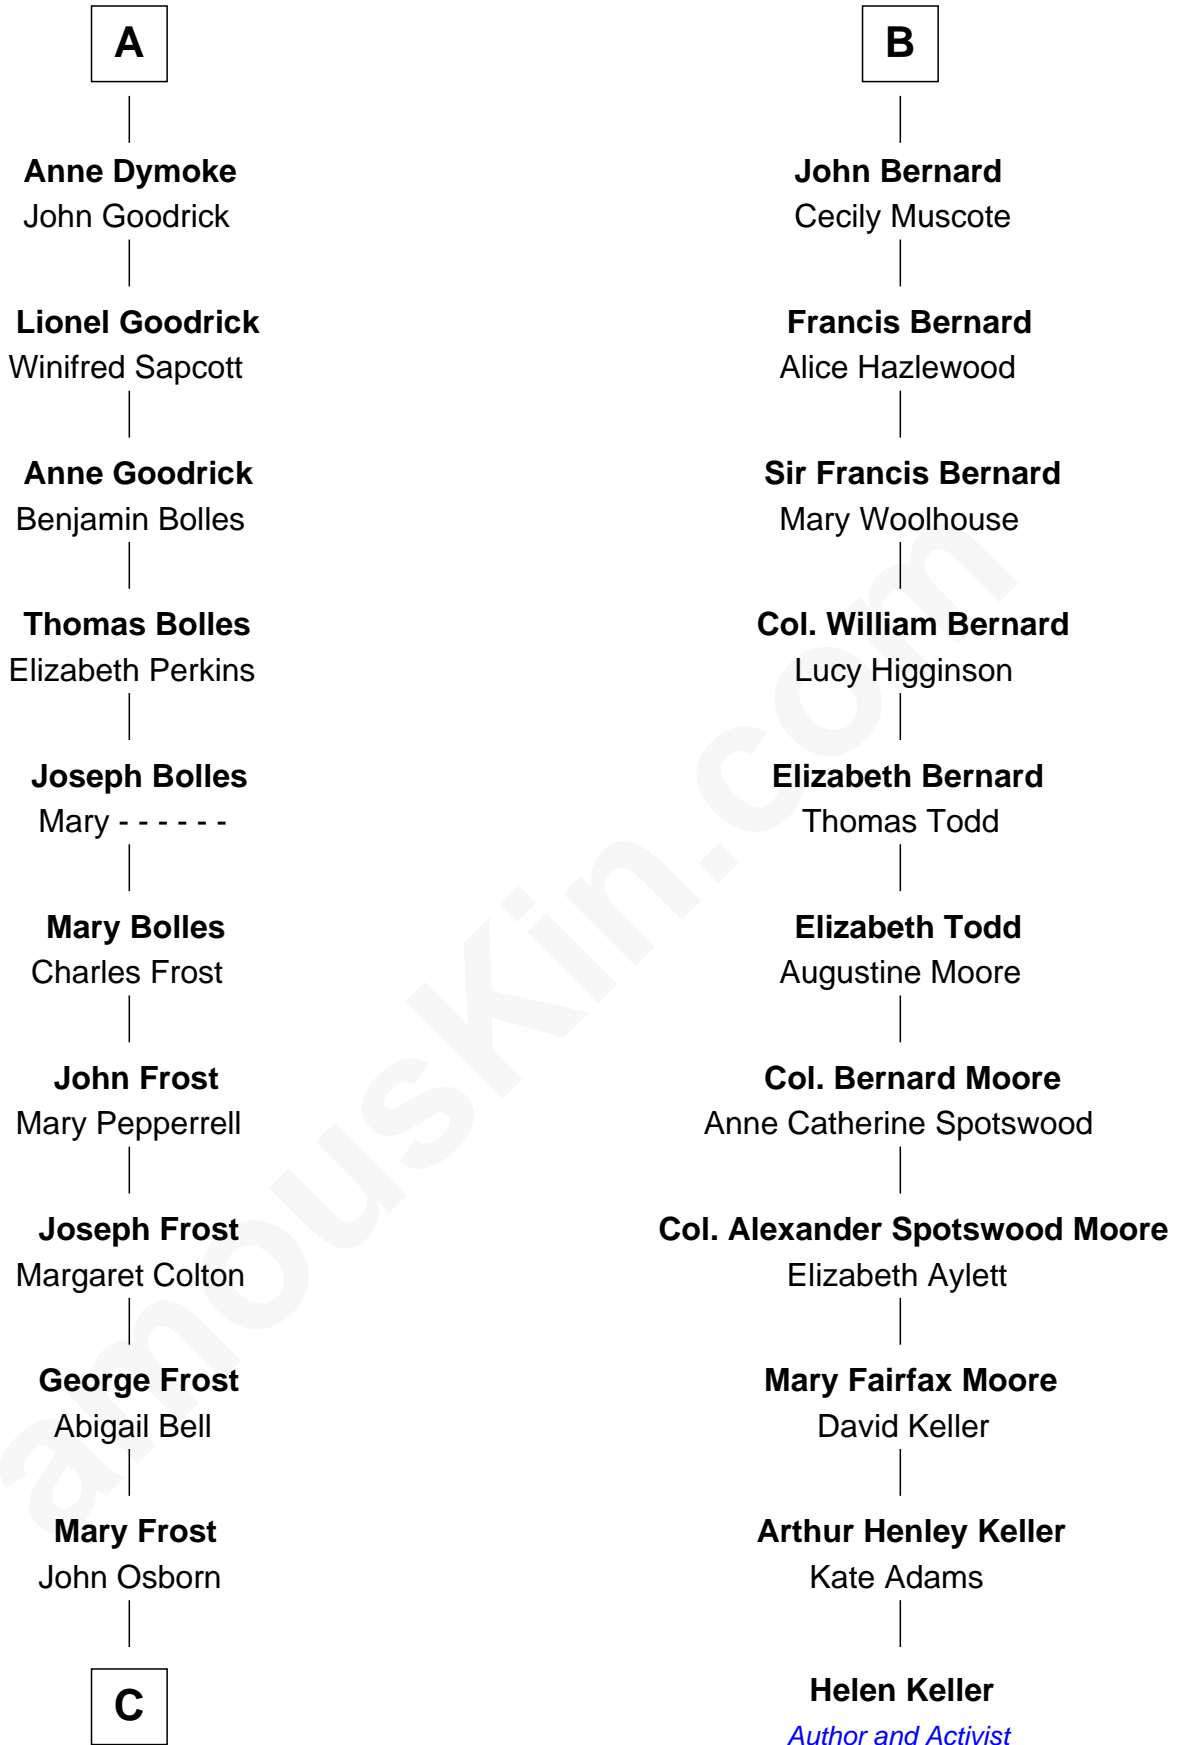 A
Anne Dymoke
John Goodrick
Lionel Goodrick
Winifred Sapcott
Anne Goodrick
Benjamin Bolles
Thomas Bolles
Elizabeth Perkins
Joseph Bolles
Mary - - - - - -
Mary Bolles
Charles Frost
John Frost
Mary Pepperrell
Joseph Frost
Margaret Colton
George Frost
Abigail Bell
Mary Frost
John Osborn
C
B
John Bernard
Cecily Muscote
Francis Bernard
Alice Hazlewood
Sir Francis Bernard
Mary Woolhouse
Col. William Bernard
Lucy Higginson
Elizabeth Bernard
Thomas Todd
Elizabeth Todd
Augustine Moore
Col. Bernard Moore
Anne Catherine Spotswood
Col. Alexander Spotswood Moore
Elizabeth Aylett
Mary Fairfax Moore
David Keller
Arthur Henley Keller
Kate Adams
Helen Keller
Author and Activist
amousKin.com